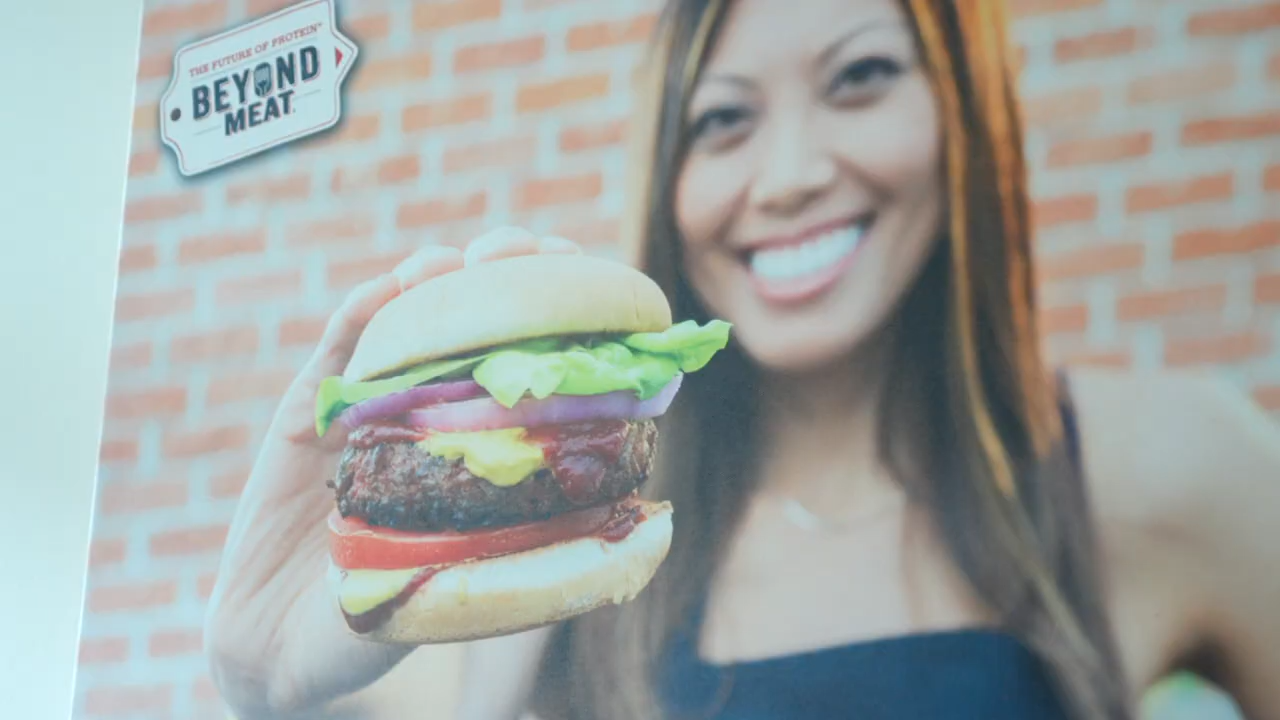 THE FUTURE OF PROTEIN™
BEYOND
MEAT